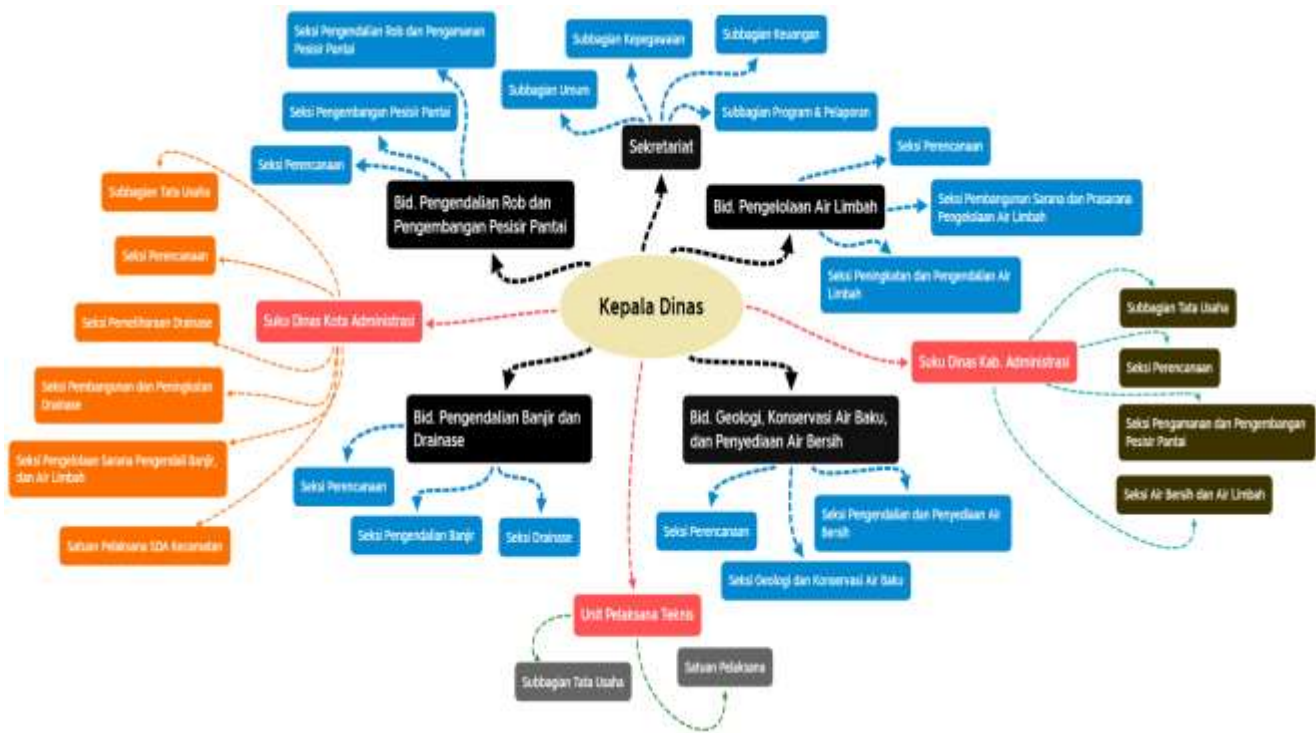 Seksi Pengendalian Rob dan Pengamanan
Pesisir Pantai
Subbagian Kepegawaian
Subbagian Keuangan
Subbagian Umum
Seksi Pengembangan Pesisir Pantai
Subbagian Program & Pelaporan
Sekretariat
Seksi Perencanaan
Seksi Perencanaan
Subbagian Tata Usaha
Bid. Pengendalian Rob dan
Pengembangan Pesisir Pantai
Bid. Pengelolaan Air Limbah
Seksi Pembangunan Sarana dan Prasarana
Pengelolaan Air Limbah
Seksi Perencanaan
Seksi Peningkatan dan Pengendalian Air
Limbah
Kepala Dinas
Subbagian Tata Usaha
Seksi Pemeliharaan Drainase
Suku Dinas Kota Administrasi
Suku Dinas Kab. Administrasi
Seksi Perencanaan
Seksi Pembangunan dan Peningkatan
Drainase
Bid. Pengendalian Banjir dan
Drainase
Bid. Geologi, Konservasi Air Baku,
dan Penyediaan Air Bersih
Seksi Pengamanan dan Pengembangan
Pesisir Pantai
Seksi Pengelolaan Sarana Pengendali Banjir,
dan Air Limbah
Seksi Perencanaan
Seksi Air Bersih dan Air Limbah
Satuan Pelaksana SDA Kecamatan
Seksi Pengendalian Banjir
Seksi Drainase
Seksi Perencanaan
Seksi Pengendalian dan Penyediaan Air
Bersih
Seksi Geologi dan Konservasi Air Baku
Unit Pelaksana Teknis
Subbagian Tata Usaha
Satuan Pelaksana